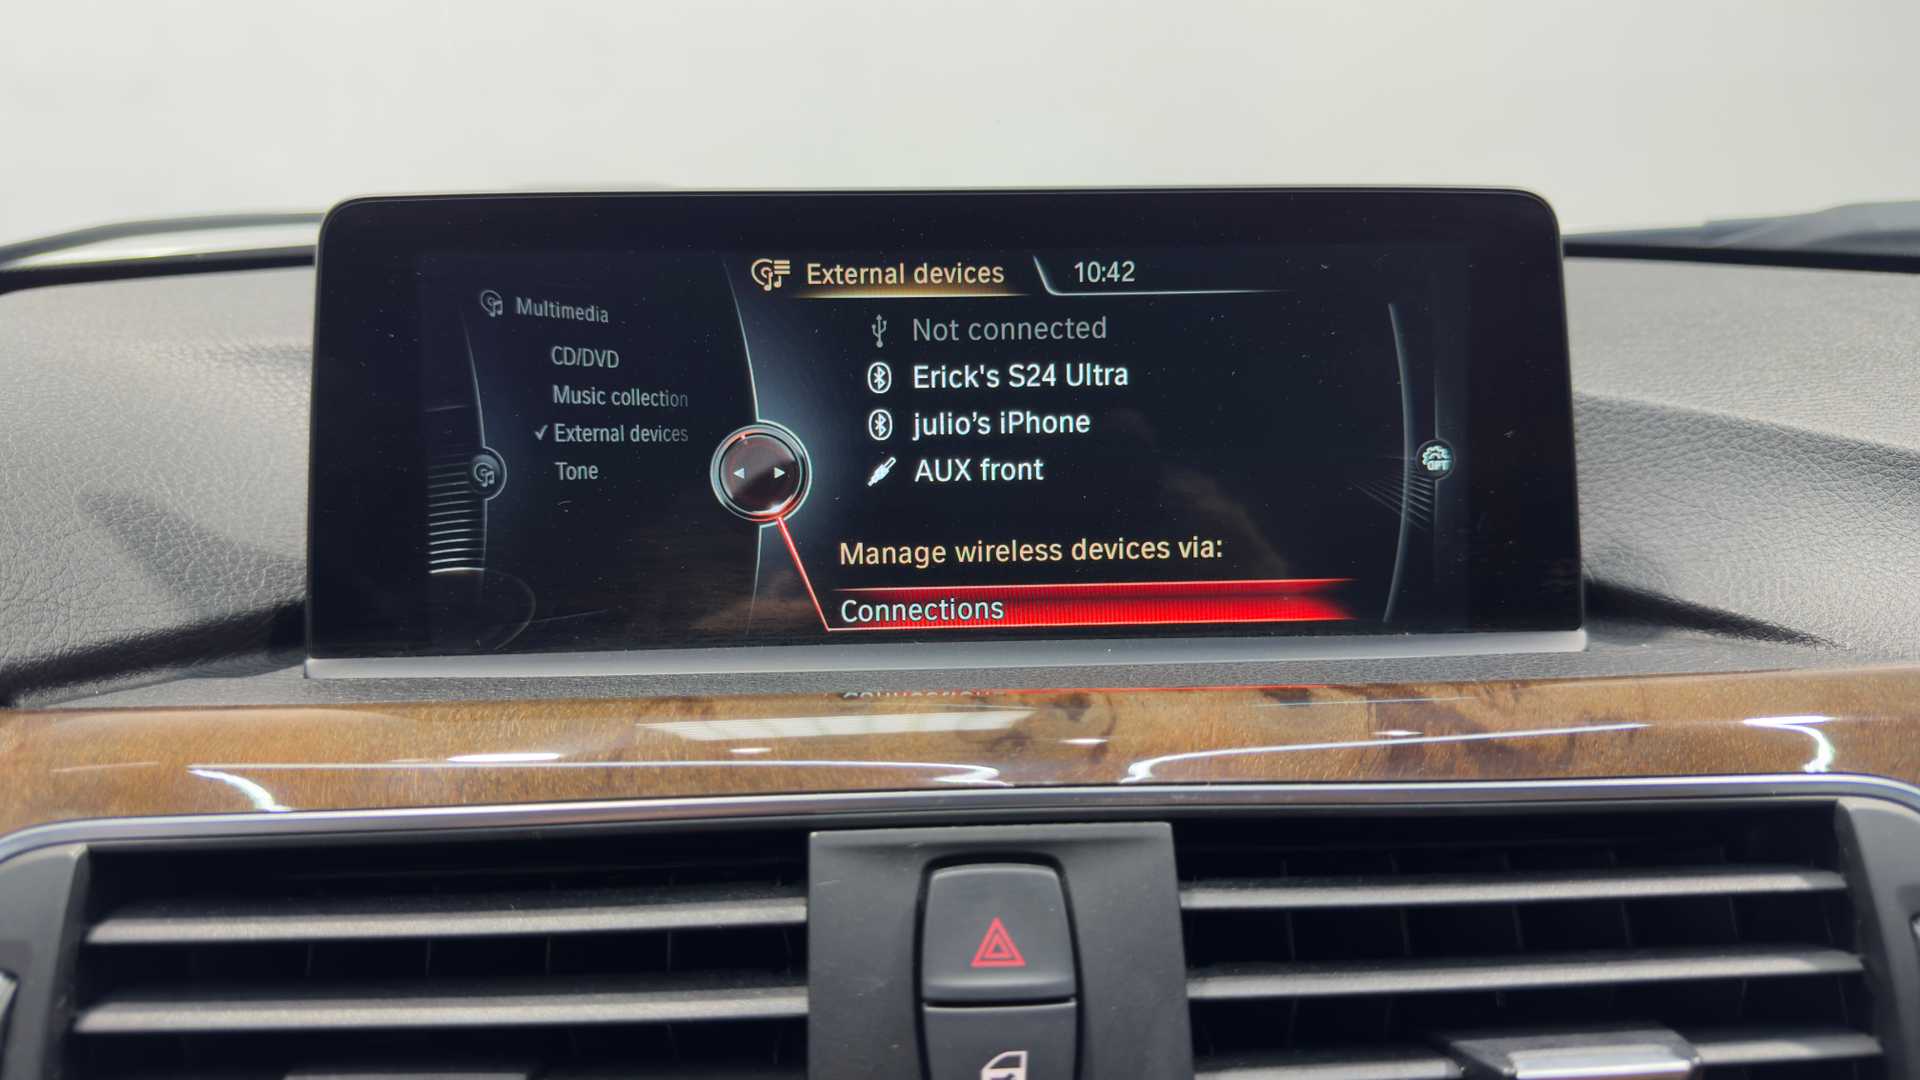 External devices
10:42
Multimedia
CD/DVD
Music collection
✓ External devices
Tone
Not connected
Erick's S24 Ultra
julio’s iPhone
AUX front
Manage wireless devices via:
Connections
OPT